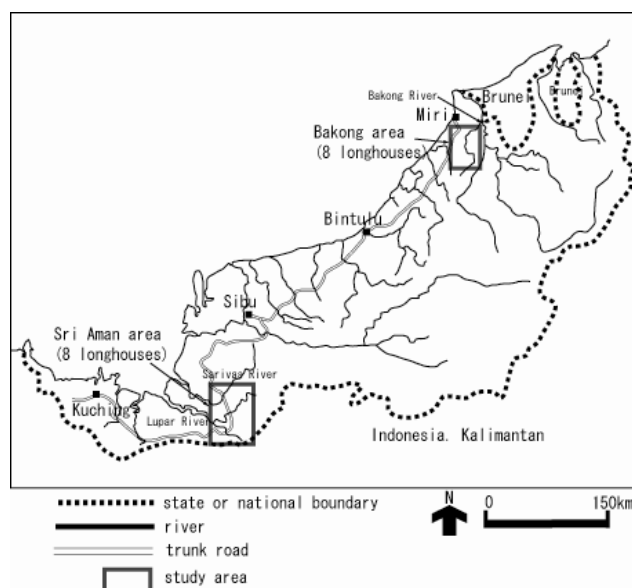 Bakong River
Brunei
Brunei
Miri
Bakong area
(8 longhouses)
Bintulu
Sibu
Sri Aman area
(8 longhouses)
Sarivas River
Kuching
Lupar River
Indonesia. Kalimantan
state or national boundary
N
0
150km
river
trunk road
study area